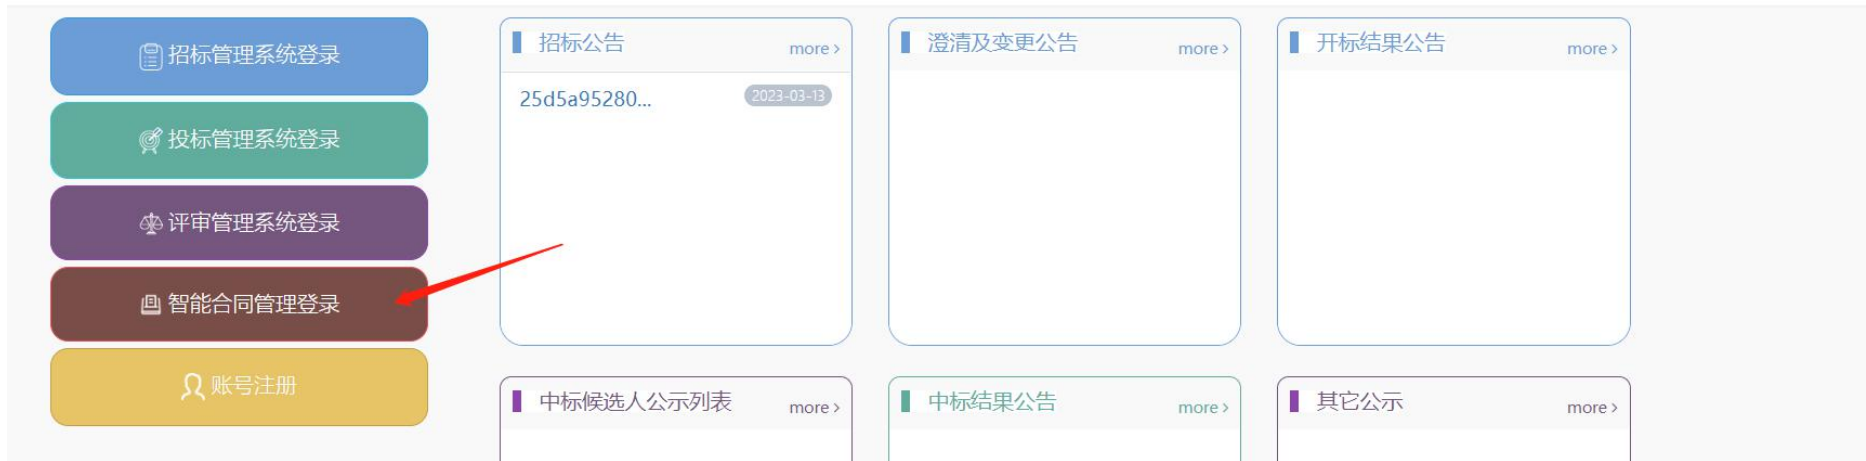 招标管理系统登录
投标管理系统登录
评审管理系统登录
智能合同管理登录
账号注册
招标公告 more >
25d5a95280... 2023-03-13
澄清及变更公告 more >
开标结果公告 more >
中标候选人公示列表 more >
中标结果公告 more >
其它公示 more >